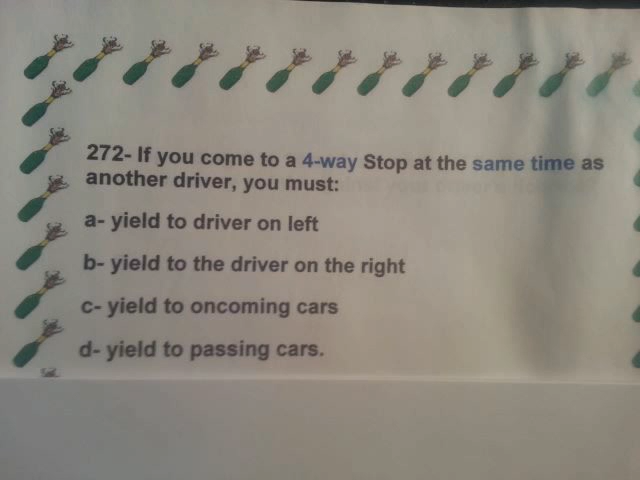 272- If you come to a 4-way Stop at the same time as
another driver, you must:
a- yield to driver on left
b- yield to the driver on the right
c- yield to oncoming cars
d- yield to passing cars.